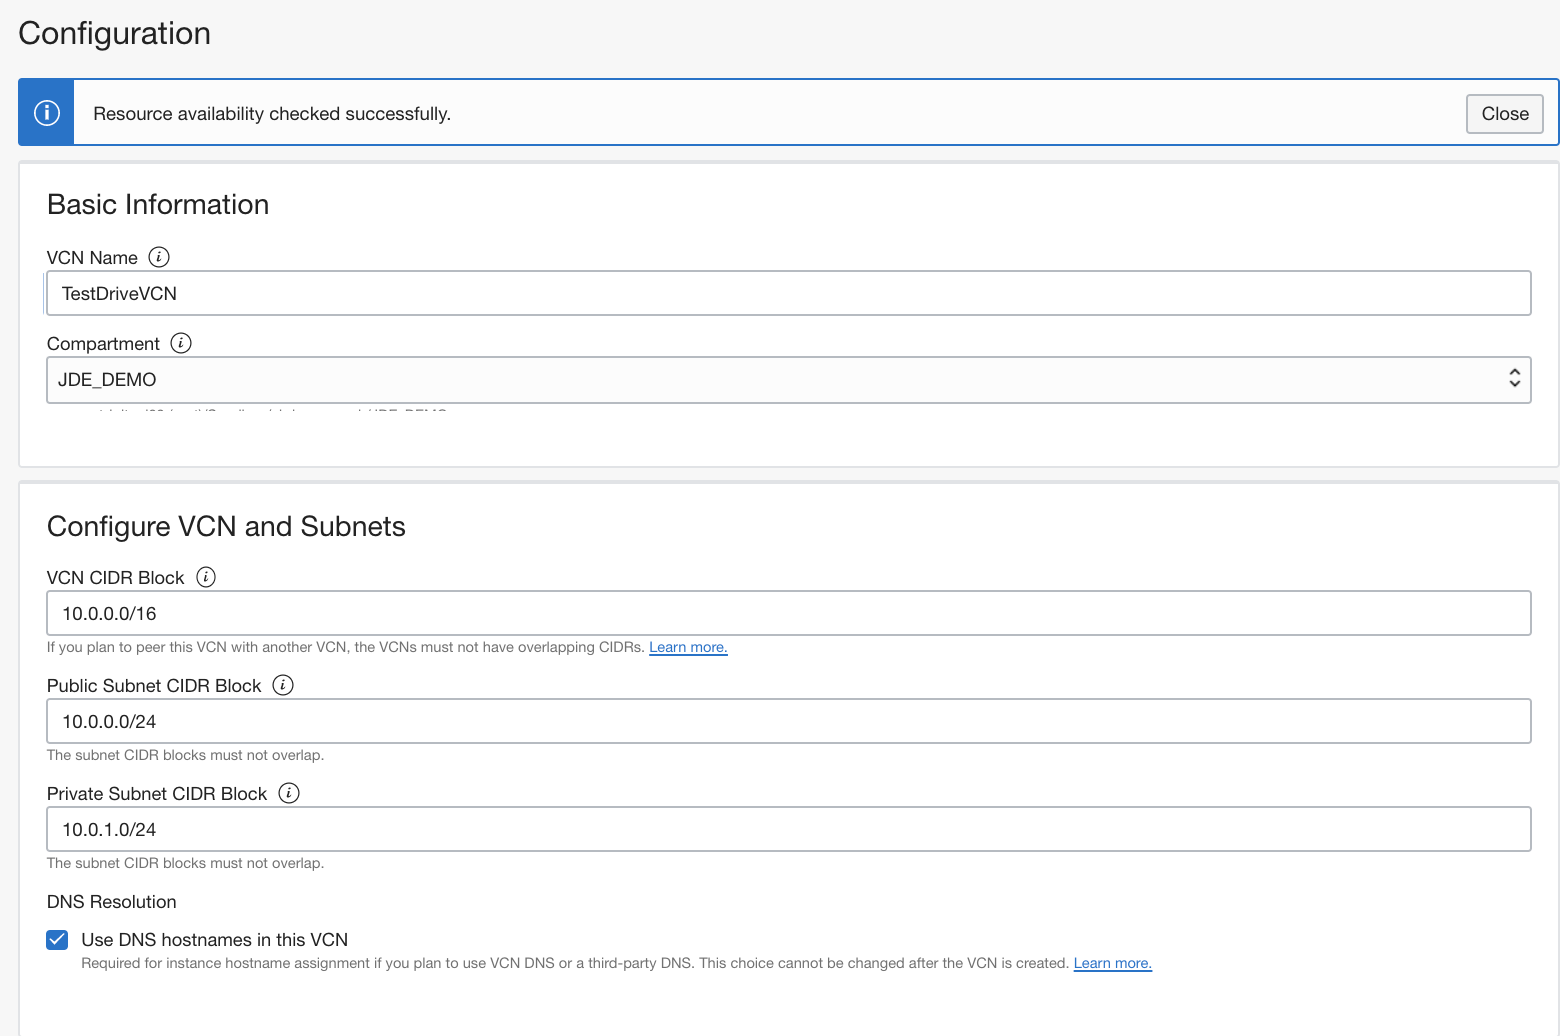 Configuration
Resource availability checked successfully.
Close
Basic Information
VCN Name
TestDriveVCN
Compartment
JDE_DEMO
Configure VCN and Subnets
VCN CIDR Block
10.0.0.0/16
If you plan to peer this VCN with another VCN, the VCNs must not have overlapping CIDRs. Learn more.
Public Subnet CIDR Block
10.0.0.0/24
The subnet CIDR blocks must not overlap.
Private Subnet CIDR Block
10.0.1.0/24
The subnet CIDR blocks must not overlap.
DNS Resolution
Use DNS hostnames in this VCN
Required for instance hostname assignment if you plan to use VCN DNS or a third-party DNS. This choice cannot be changed after the VCN is created. Learn more.